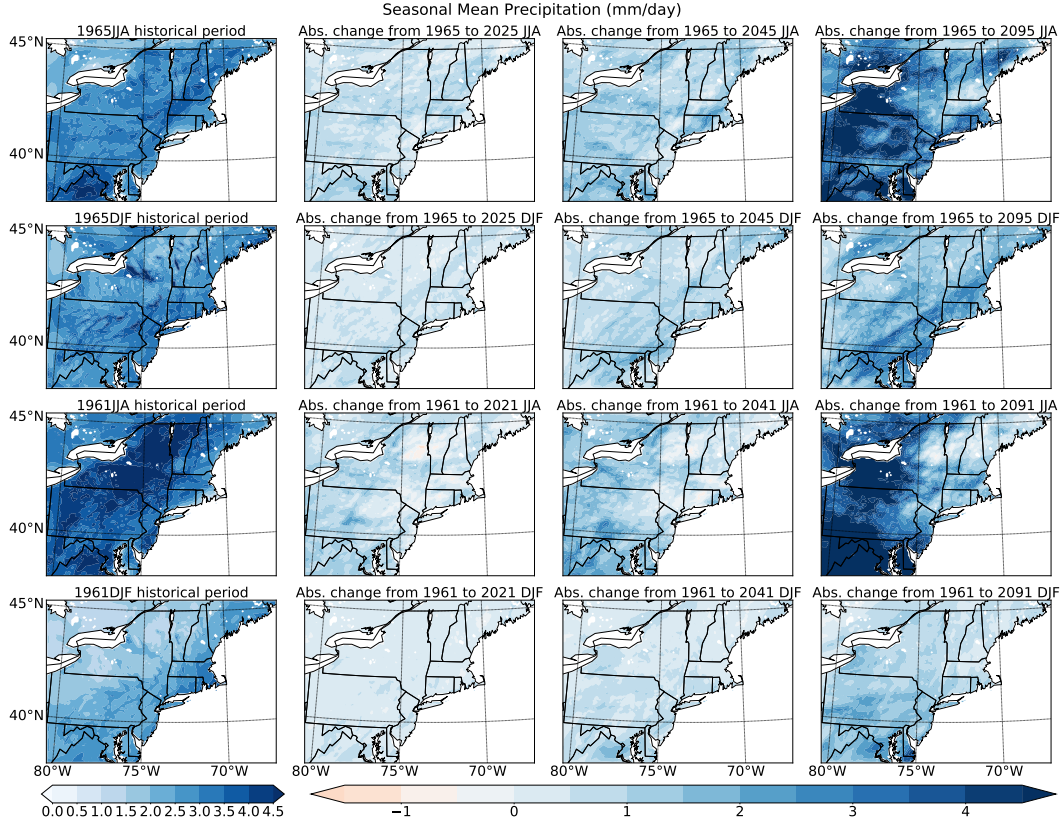 Seasonal Mean Precipitation (mm/day)
1965JJA historical period
Abs. change from 1965 to 2025 JJA
Abs. change from 1965 to 2045 JJA
Abs. change from 1965 to 2095 JJA
45°N
40°N
1965DJF historical period
Abs. change from 1965 to 2025 DJF
Abs. change from 1965 to 2045 DJF
Abs. change from 1965 to 2095 DJF
45°N
40°N
1961JJA historical period
Abs. change from 1961 to 2021 JJA
Abs. change from 1961 to 2041 JJA
Abs. change from 1961 to 2091 JJA
45°N
40°N
1961DJF historical period
Abs. change from 1961 to 2021 DJF
Abs. change from 1961 to 2041 DJF
Abs. change from 1961 to 2091 DJF
45°N
40°N
80°W 75°W 70°W 80°W 75°W 70°W 80°W 75°W 70°W 80°W 75°W 70°W
0.0 0.5 1.0 1.5 2.0 2.5 3.0 3.5 4.0 4.5
−1 0 1 2 3 4